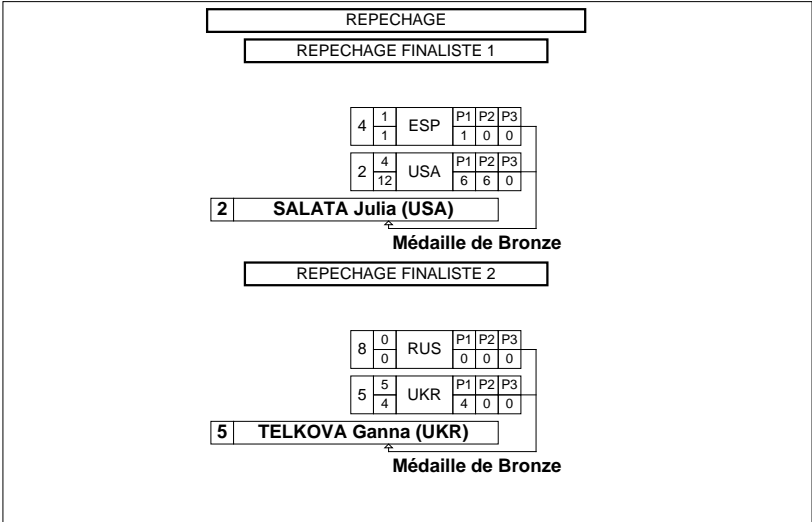 REPECHAGE
REPECHAGE FINALISTE 1
4 1 ESP P1 P2 P3
1 1 0 0
2 4 USA P1 P2 P3
12 6 6 0
2 SALATA Julia (USA)
Médaille de Bronze
REPECHAGE FINALISTE 2
8 0 RUS P1 P2 P3
0 0 0 0
5 5 UKR P1 P2 P3
4 4 0 0
5 TELKOVA Ganna (UKR)
Médaille de Bronze